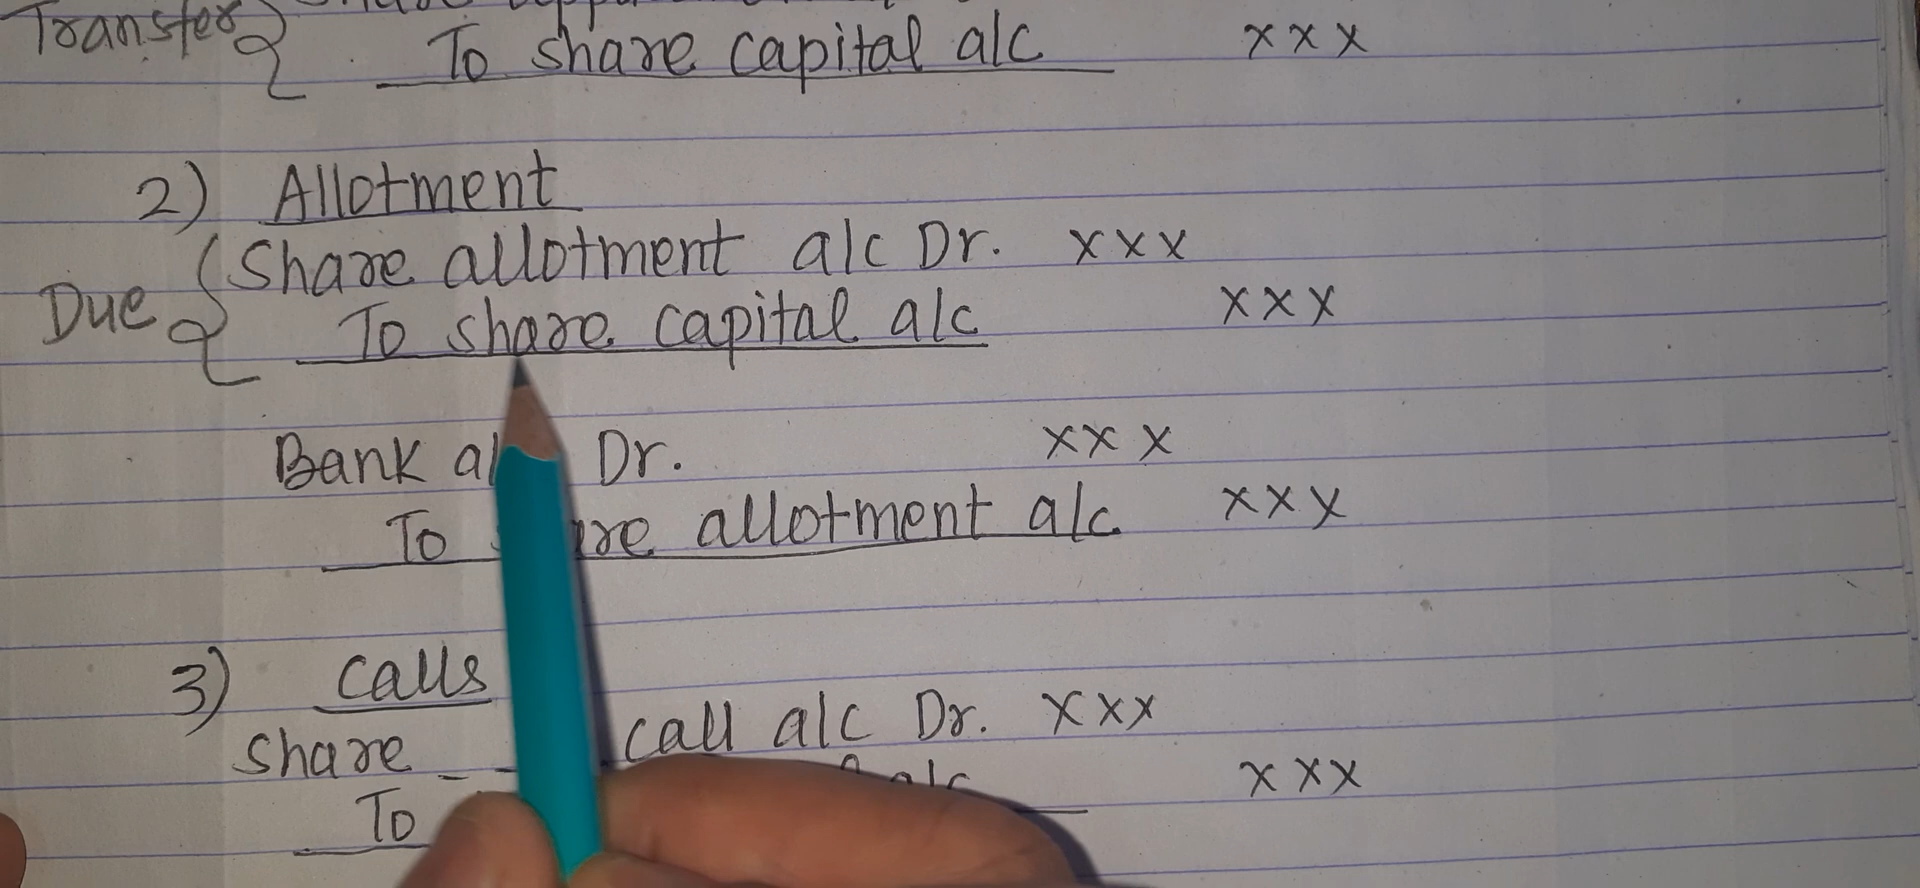 Transfer To share capital a/c xxx
2) Allotment
Share allotment a/c Dr. xxx
Due To share capital a/c xxx
Bank Dr. xxx
To allotment a/c xxx
3) calls
share call a/c Dr. xxx
To a/c xxx